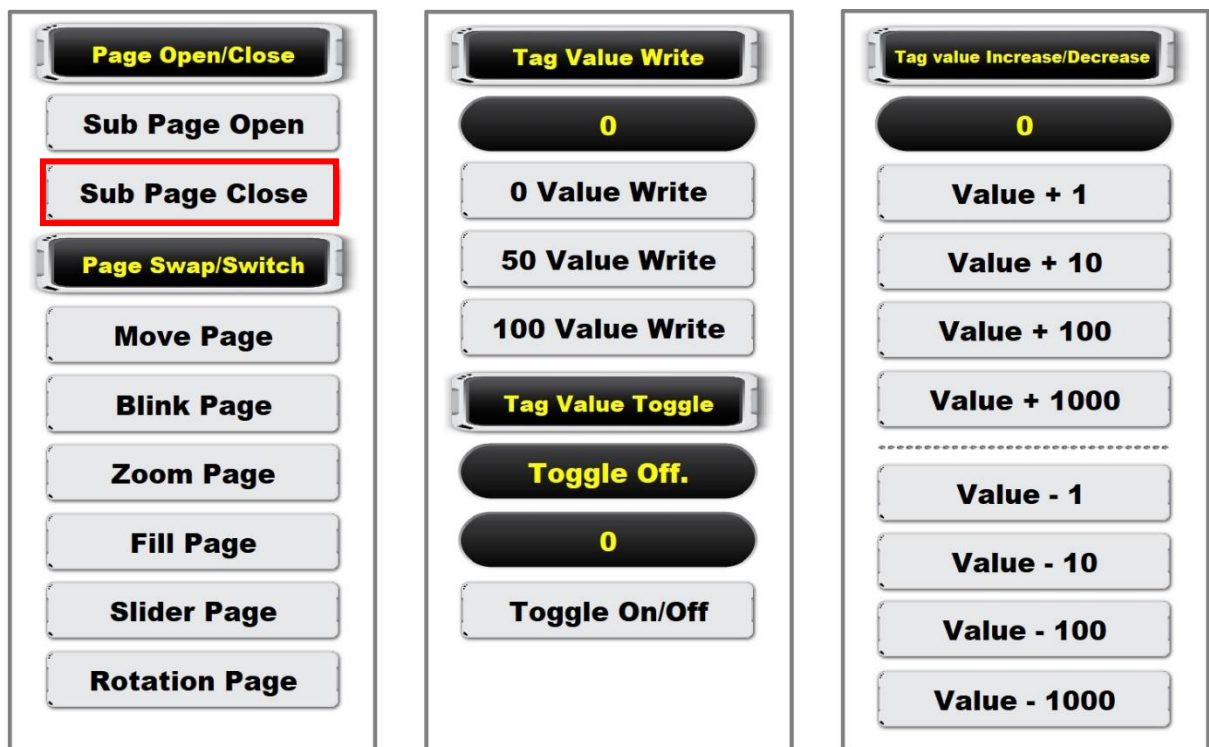 Page Open/Close
Sub Page Open
Sub Page Close
Page Swap/Switch
Move Page
Blink Page
Zoom Page
Fill Page
Slider Page
Rotation Page
Tag Value Write
0
0 Value Write
50 Value Write
100 Value Write
Tag Value Toggle
Toggle Off.
0
Toggle On/Off
Tag value Increase/Decrease
0
Value + 1
Value + 10
Value + 100
Value + 1000
Value - 1
Value - 10
Value - 100
Value - 1000